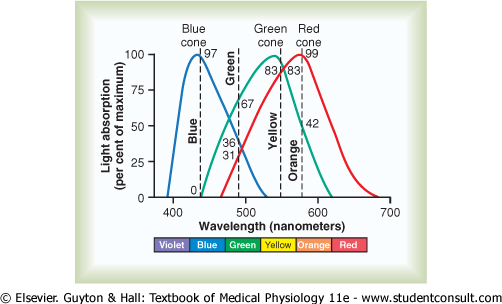 Blue cone
Green cone
Red cone
Light absorption
(per cent of maximum)
100
75
50
25
0
97
Green
83
83
99
67
Blue
36
31
Yellow
Orange
42
0
400
500
600
700
Wavelength (nanometers)
Violet
Blue
Green
Yellow
Orange
Red
© Elsevier. Guyton & Hall: Textbook of Medical Physiology 11e - www.studentconsult.com